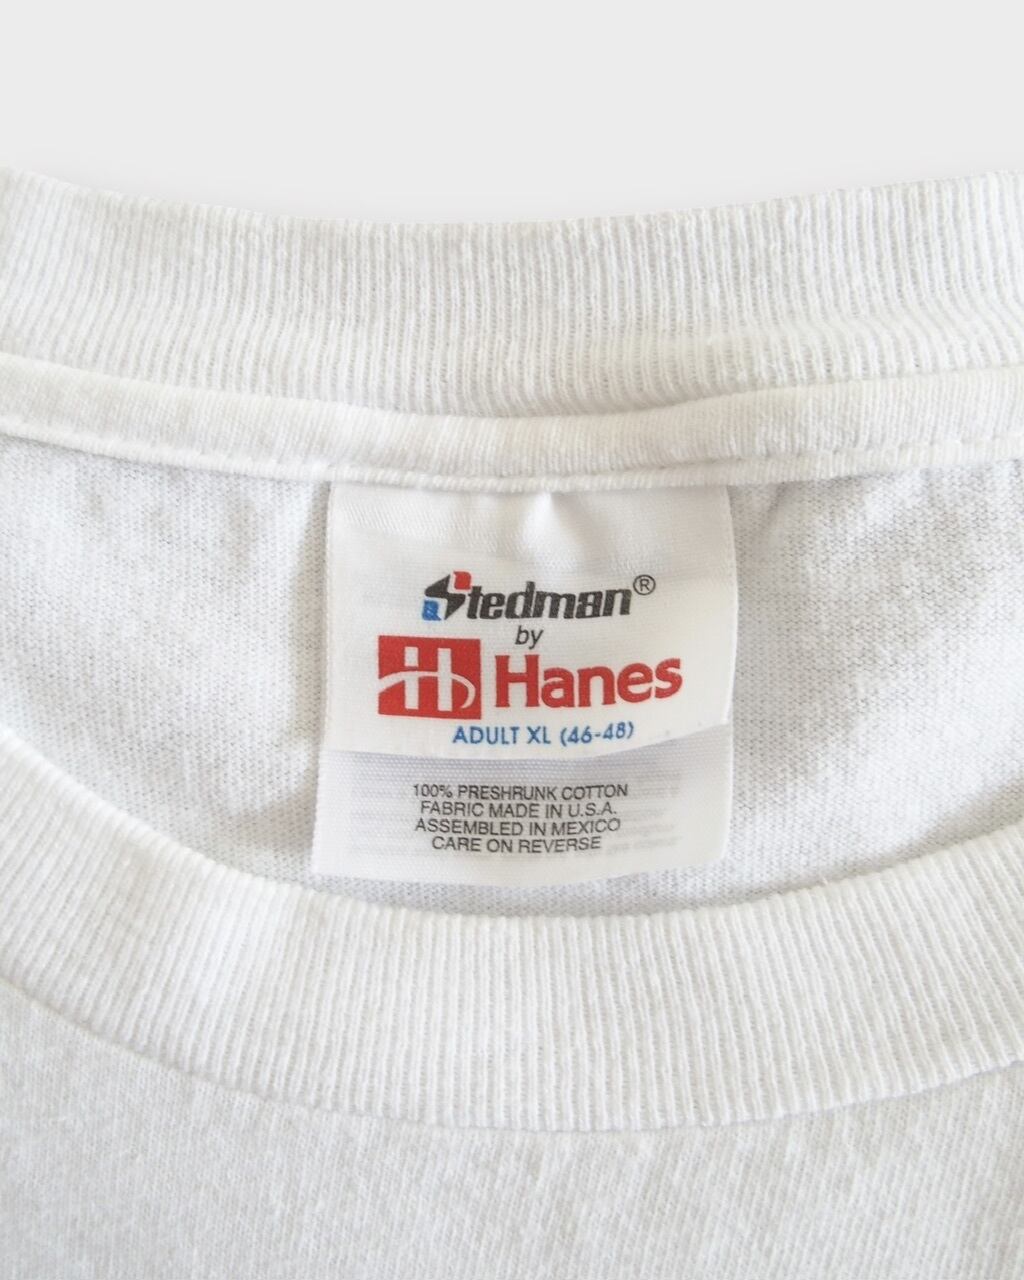 Stedman®
by
Hanes
ADULT XL (46-48)
100% PRESHRUNK COTTON
FABRIC MADE IN U.S.A.
ASSEMBLED IN MEXICO
CARE ON REVERSE